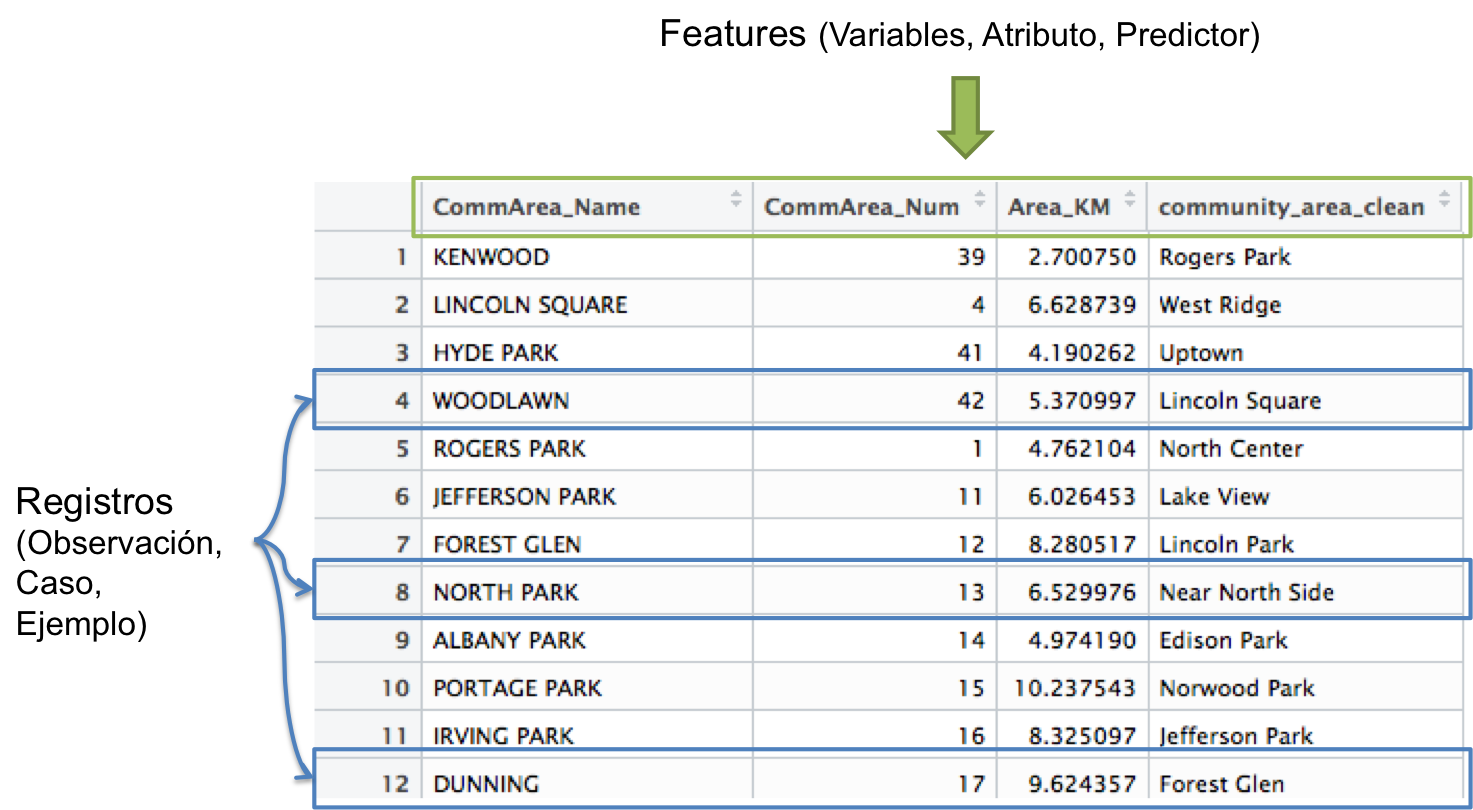 Features (Variables, Atributo, Predictor)
CommArea_Name CommArea_Num Area_KM community_area_clean
1 KENWOOD 39 2.700750 Rogers Park
2 LINCOLN SQUARE 4 6.628739 West Ridge
3 HYDE PARK 41 4.190262 Uptown
4 WOODLAWN 42 5.370997 Lincoln Square
5 ROGERS PARK 1 4.762104 North Center
6 JEFFERSON PARK 11 6.026453 Lake View
7 FOREST GLEN 12 8.280517 Lincoln Park
8 NORTH PARK 13 6.529976 Near North Side
9 ALBANY PARK 14 4.974190 Edison Park
10 PORTAGE PARK 15 10.237543 Norwood Park
11 IRVING PARK 16 8.325097 Jefferson Park
12 DUNNING 17 9.624357 Forest Glen
Registros
(Observación,
Caso,
Ejemplo)